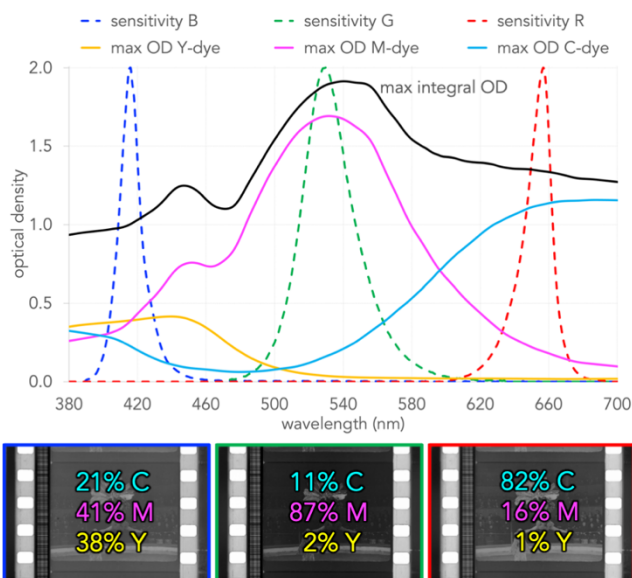 sensitivity B sensitivity G sensitivity R
max OD Y-dye max OD M-dye max OD C-dye
2.0
max integral OD
1.5
1.0
0.5
0.0
optical density
380 420 460 500 540 580 620 660 700
wavelength (nm)
21% C 11% C 82% C
41% M 87% M 16% M
38% Y 2% Y 1% Y